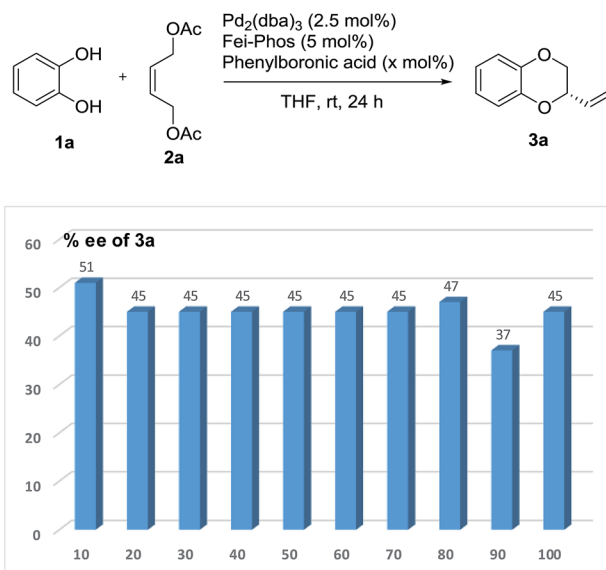 Pd2(dba)3 (2.5 mol%)
Fei-Phos (5 mol%)
Phenylboronic acid (x mol%)
THF, rt, 24 h
OH
OH
1a
+
OAc
OAc
2a
O
O
3a
% ee of 3a
60
50
40
30
20
10
0
51
45
45
45
45
45
45
47
37
45
10 20 30 40 50 60 70 80 90 100